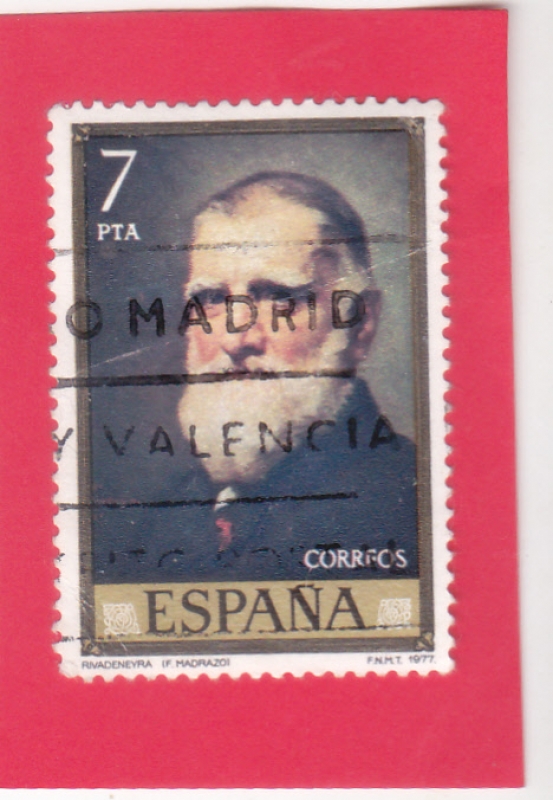 7
PTA
O MADRID
Y VALENCIA
CORREOS
ESPAÑA
RIVADENEYRA (F. MADRAZO)
F.N.M.T. 1977.